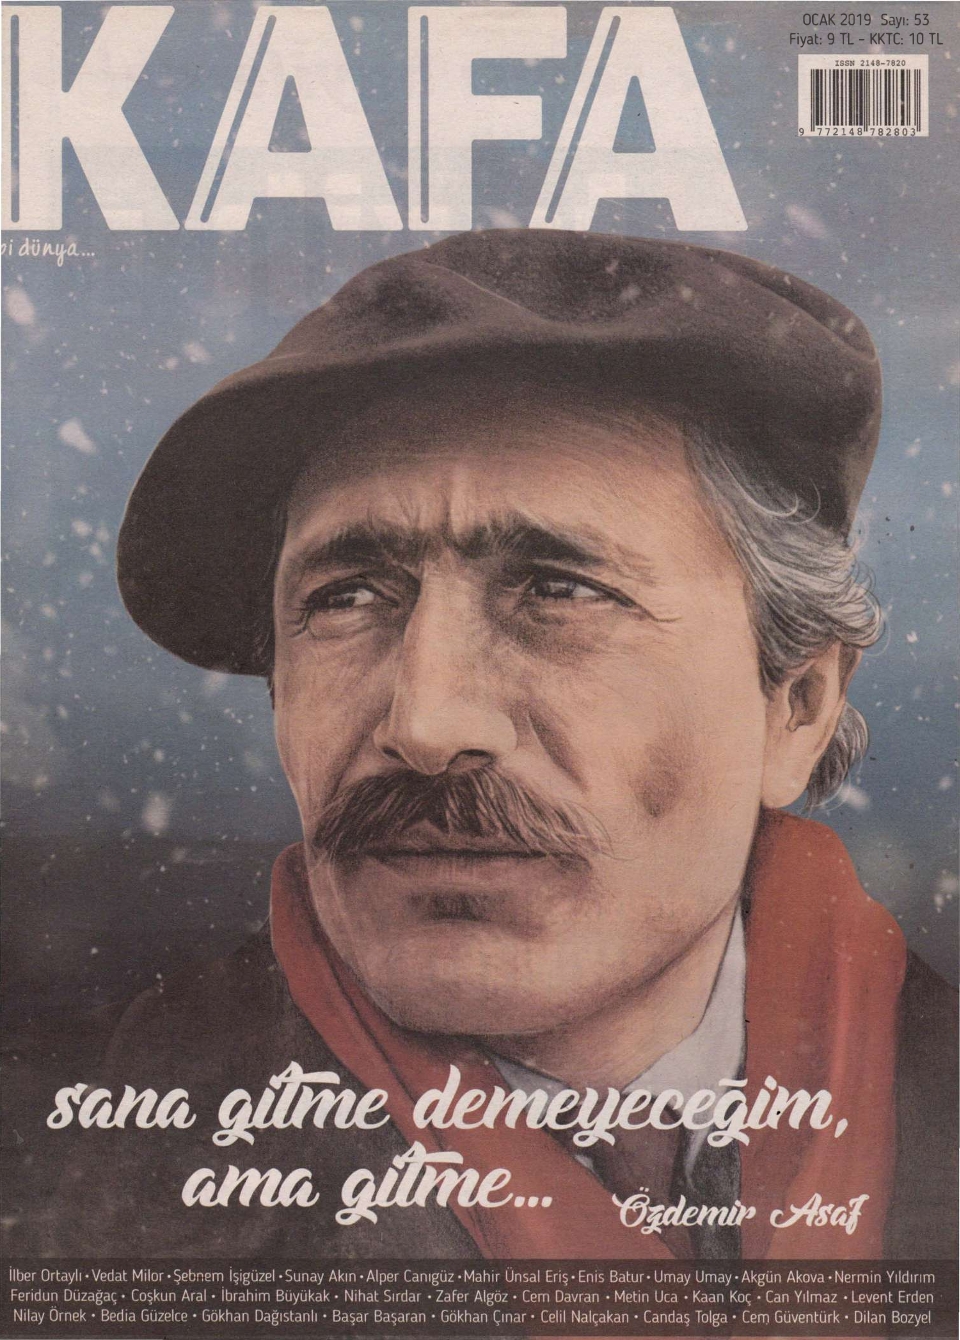 OCAK 2019 Sayı: 53
Fiyat: 9 TL - KKTC: 10 TL
ISSN 2148-7820
9 772148 782803
KAFA
bi dünya...
sana gitme demeyeceğim,
ama gitme...
Özdemir Asaf
İlber Ortaylı • Vedat Milor • Şebnem İşigüzel • Sunay Akın • Alper Canıgüz • Mahir Ünsal Eriş • Enis Batur • Umay Umay • Akgün Akova • Nermin Yıldırım
Feridun Düzağaç • Coşkun Aral • İbrahim Büyükak • Nihat Sırdar • Zafer Algöz • Cem Davran • Metin Uca • Kaan Koç • Can Yılmaz • Levent Erden
Nilay Örnek • Bedia Güzelce • Gökhan Dağıstanlı • Başar Başaran • Gökhan Çınar • Celil Nalçakan • Candaş Tolga • Cem Güventürk • Dilan Bozyel